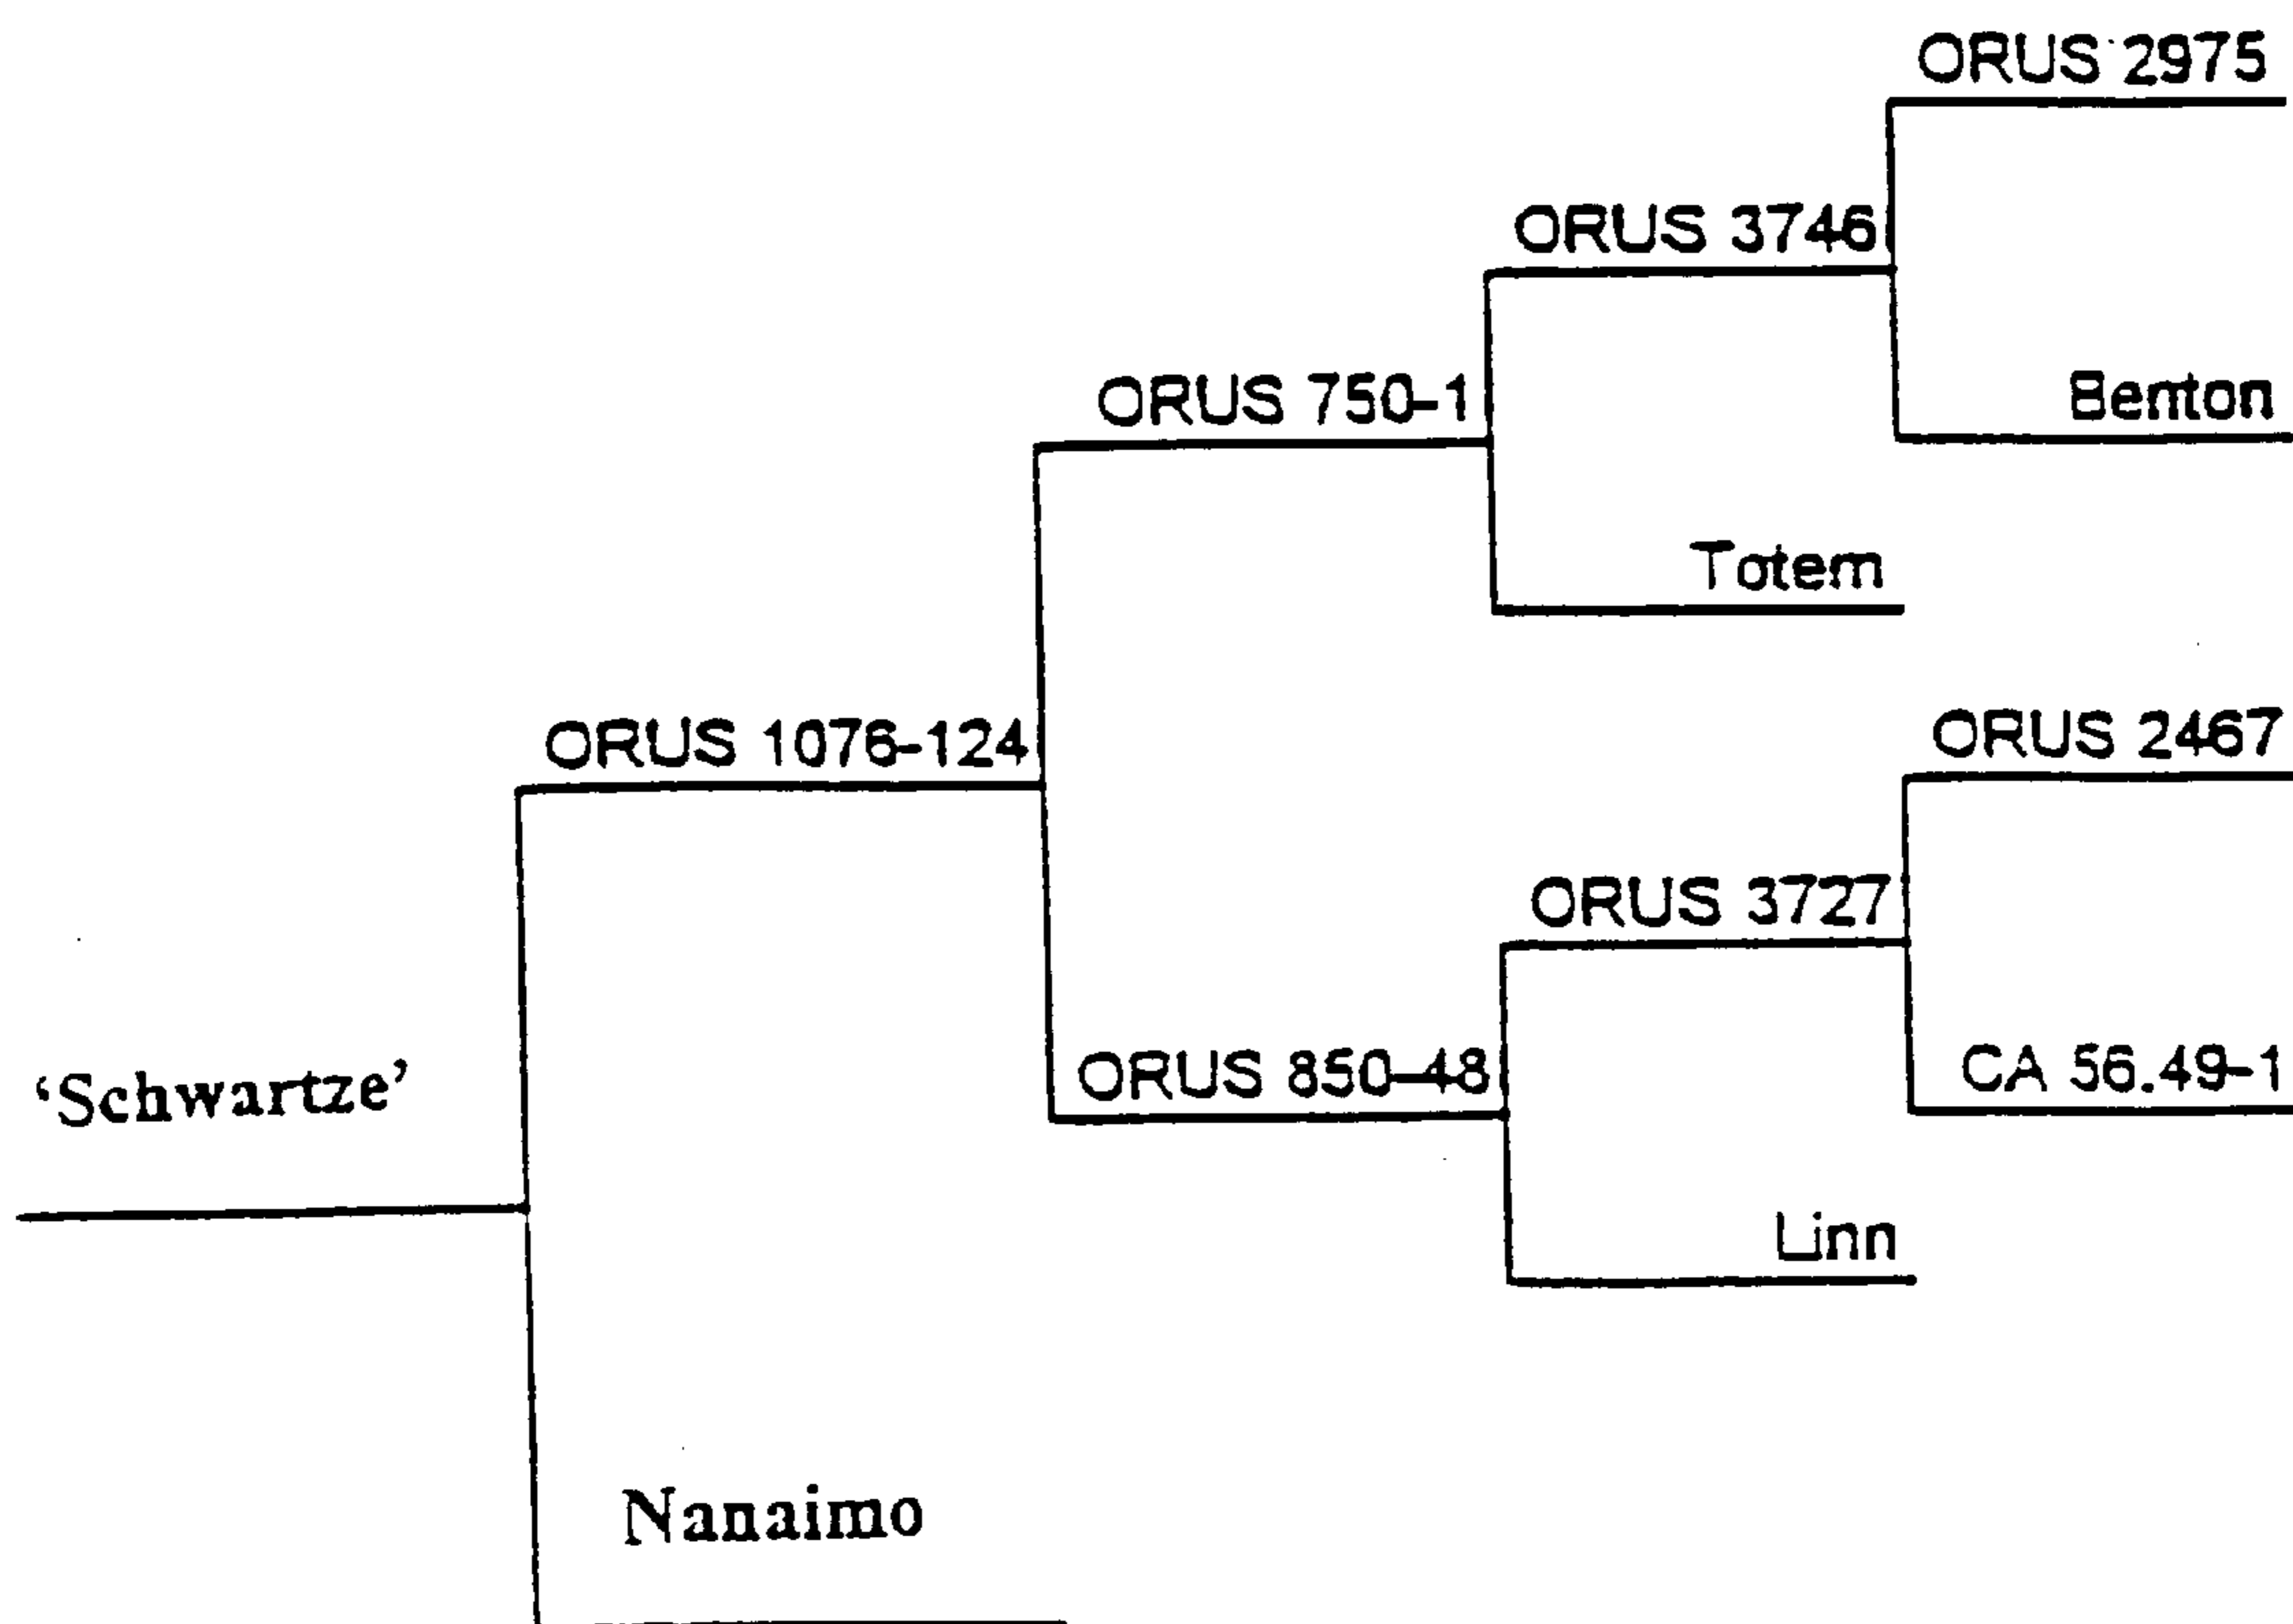 ORUS 2975
ORUS 3746
Benton
ORUS 750-1
Totem
ORUS 1076-124
ORUS 2467
ORUS 3727
CA 56.49-1
ORUS 850-48
‘Schwartze’
Linn
Nanaimo